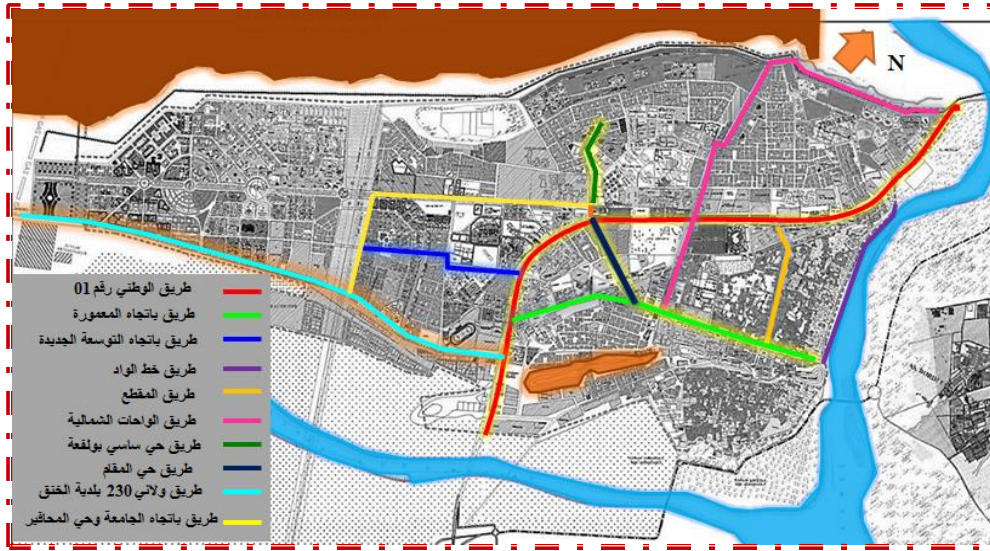 N
طريق الوطني رقم 01
طريق باتجاه المعمورة
طريق باتجاه التوسعة الجديدة
طريق خط الواد
طريق المقطع
طريق الواحات الشمالية
طريق حي ساسي بولفعة
طريق حي المقام
طريق ولائي 230 بلدية الخنق
طريق باتجاه الجامعة وحي المحاقير